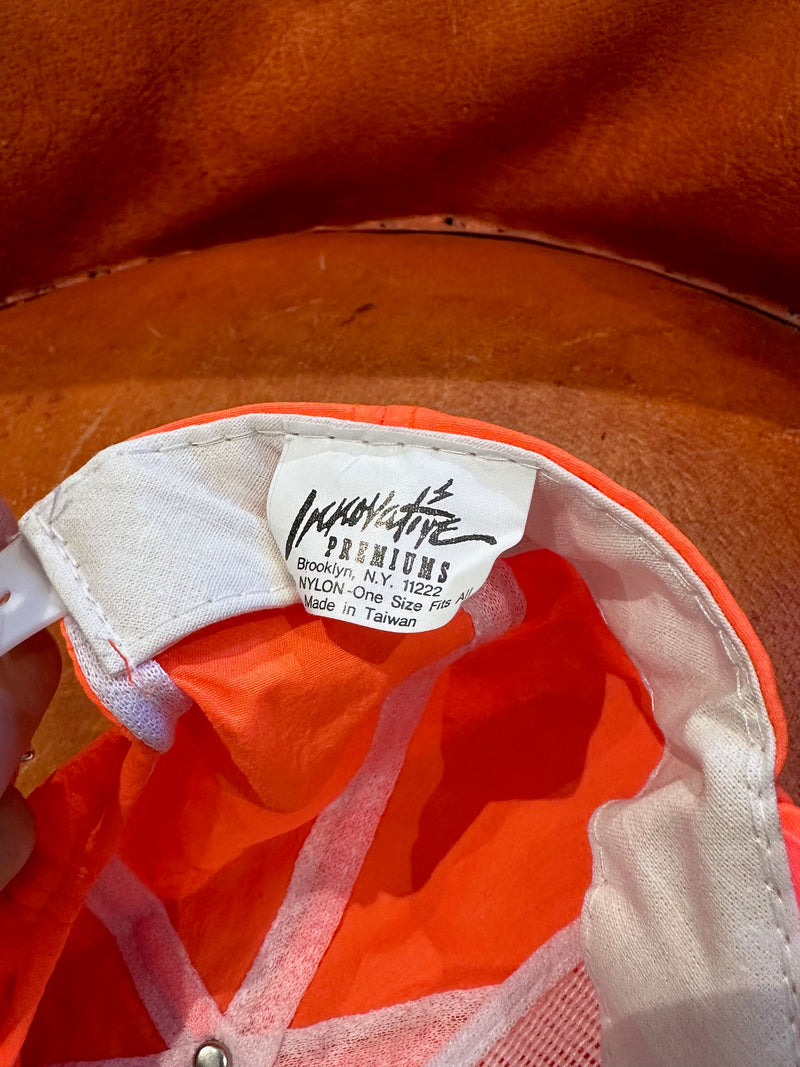 Innovative
PREMIUMS
Brooklyn, N.Y. 11222
NYLON-One Size Fits All
Made in Taiwan